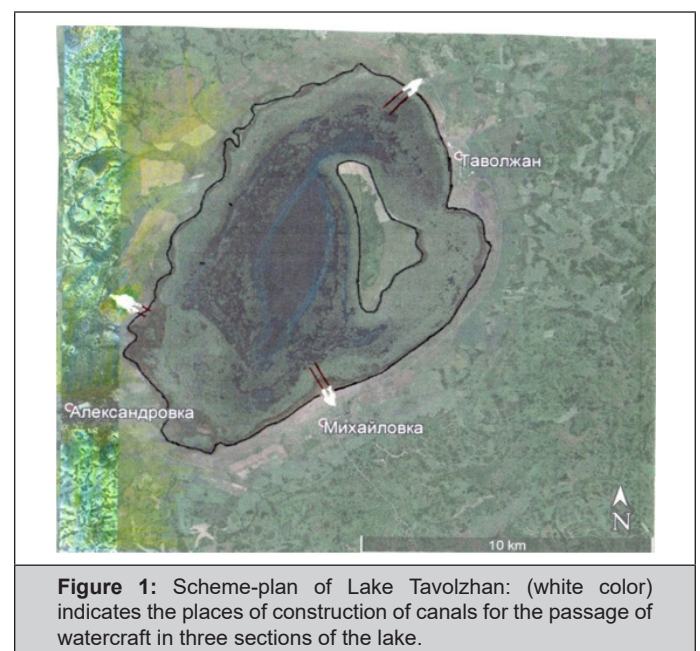 Таволжан
Александровка
Михайловка
N
10 km
Figure 1: Scheme-plan of Lake Tavolzhan: (white color)
indicates the places of construction of canals for the passage of
watercraft in three sections of the lake.